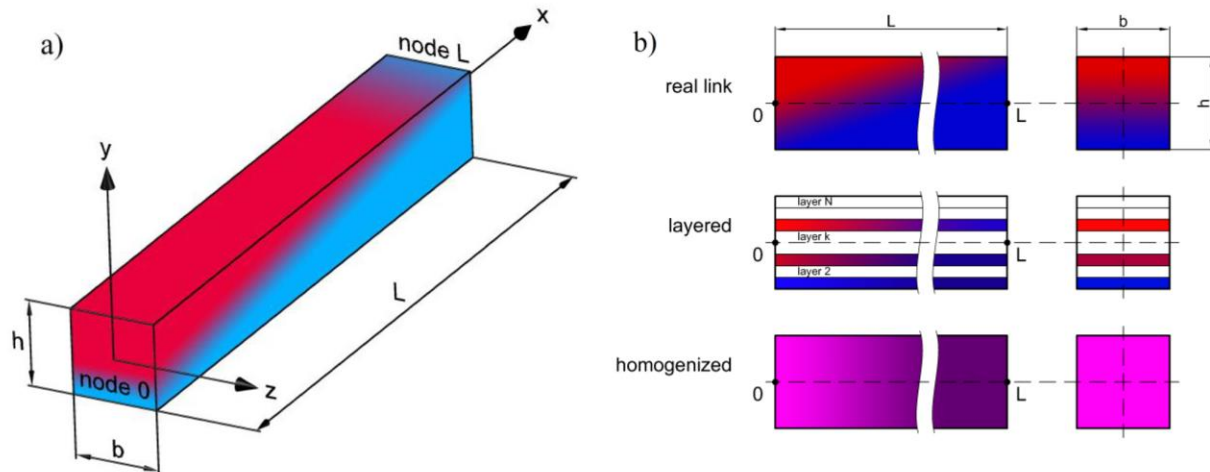 a)
node L
x
y
h
node 0
z
b
L
b)
L
b
real link
0
L
h
layered
layer N
layer k
layer 2
0
L
homogenized
0
L